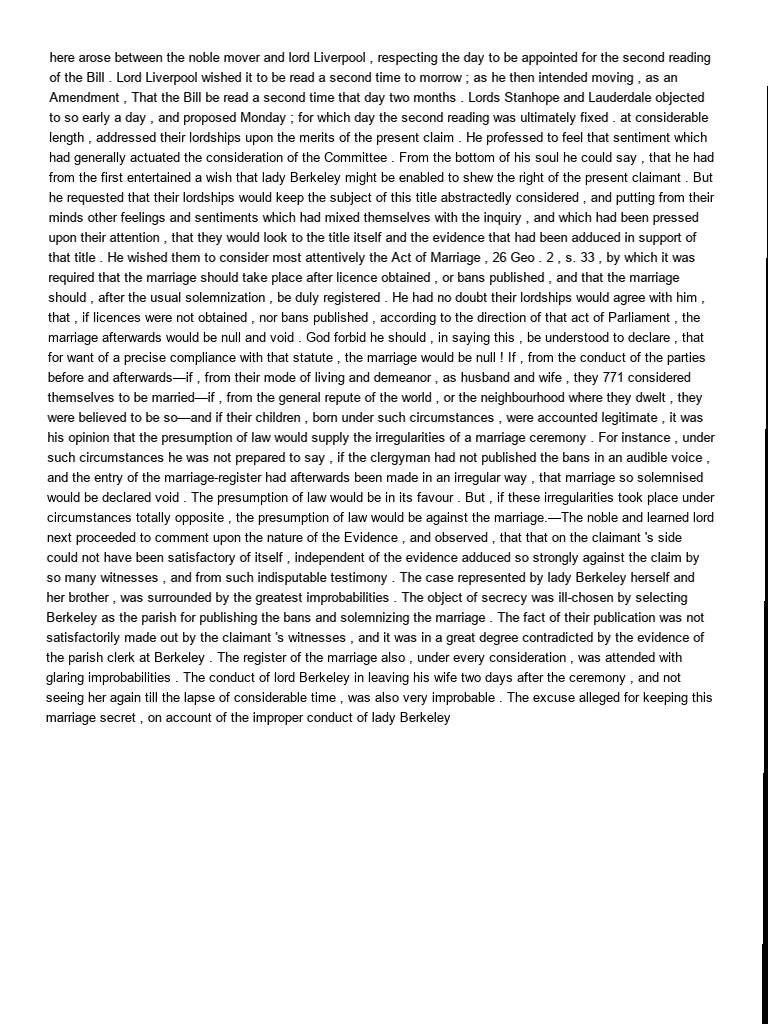 here arose between the noble mover and lord Liverpool , respecting the day to be appointed for the second reading
of the Bill . Lord Liverpool wished it to be read a second time to morrow ; as he then intended moving , as an
Amendment , That the Bill be read a second time that day two months . Lords Stanhope and Lauderdale objected
to so early a day , and proposed Monday ; for which day the second reading was ultimately fixed . at considerable
length , addressed their lordships upon the merits of the present claim . He professed to feel that sentiment which
had generally actuated the consideration of the Committee . From the bottom of his soul he could say , that he had
from the first entertained a wish that lady Berkeley might be enabled to shew the right of the present claimant . But
he requested that their lordships would keep the subject of this title abstractedly considered , and putting from their
minds other feelings and sentiments which had mixed themselves with the inquiry , and which had been pressed
upon their attention , that they would look to the title itself and the evidence that had been adduced in support of
that title . He wished them to consider most attentively the Act of Marriage , 26 Geo . 2 , s. 33 , by which it was
required that the marriage should take place after licence obtained , or bans published , and that the marriage
should , after the usual solemnization , be duly registered . He had no doubt their lordships would agree with him ,
that , if licences were not obtained , nor bans published , according to the direction of that act of Parliament , the
marriage afterwards would be null and void . God forbid he should , in saying this , be understood to declare , that
for want of a precise compliance with that statute , the marriage would be null ! If , from the conduct of the parties
before and afterwards—if , from their mode of living and demeanor , as husband and wife , they 771 considered
themselves to be married—if , from the general repute of the world , or the neighbourhood where they dwelt , they
were believed to be so—and if their children , born under such circumstances , were accounted legitimate , it was
his opinion that the presumption of law would supply the irregularities of a marriage ceremony . For instance , under
such circumstances he was not prepared to say , if the clergyman had not published the bans in an audible voice ,
and the entry of the marriage-register had afterwards been made in an irregular way , that marriage so solemnised
would be declared void . The presumption of law would be in its favour . But , if these irregularities took place under
circumstances totally opposite , the presumption of law would be against the marriage.—The noble and learned lord
next proceeded to comment upon the nature of the Evidence , and observed , that that on the claimant 's side
could not have been satisfactory of itself , independent of the evidence adduced so strongly against the claim by
so many witnesses , and from such indisputable testimony . The case represented by lady Berkeley herself and
her brother , was surrounded by the greatest improbabilities . The object of secrecy was ill-chosen by selecting
Berkeley as the parish for publishing the bans and solemnizing the marriage . The fact of their publication was not
satisfactorily made out by the claimant 's witnesses , and it was in a great degree contradicted by the evidence of
the parish clerk at Berkeley . The register of the marriage also , under every consideration , was attended with
glaring improbabilities . The conduct of lord Berkeley in leaving his wife two days after the ceremony , and not
seeing her again till the lapse of considerable time , was also very improbable . The excuse alleged for keeping this
marriage secret , on account of the improper conduct of lady Berkeley